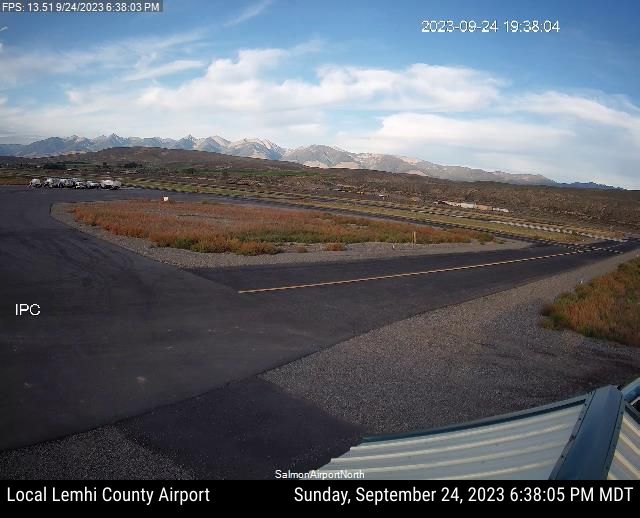 FPS: 13.51 9/24/2023 6:38:03 PM
2023-09-24 19:38:04
IPC
SalmonAirportNorth
Local Lemhi County Airport
Sunday, September 24, 2023 6:38:05 PM MDT